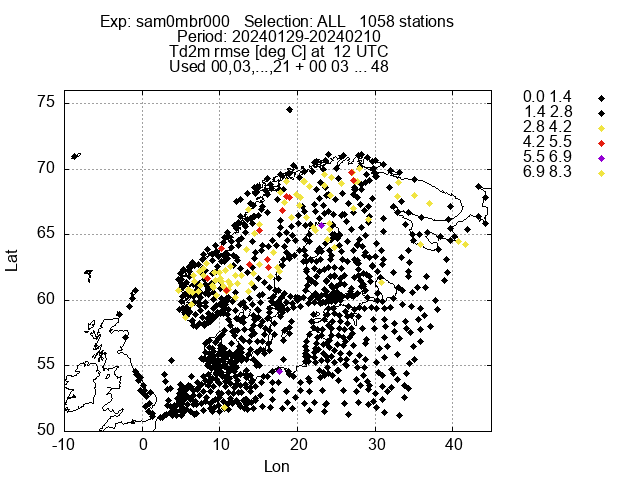 Exp: sam0mbr000   Selection: ALL   1058 stations
Period: 20240129-20240210
Td2m rmse [deg C] at  12 UTC
Used 00,03,...,21 + 00 03 ... 48
0.0 1.4
1.4 2.8
2.8 4.2
4.2 5.5
5.5 6.9
6.9 8.3
75
70
65
60
55
50
Lat
-10 0 10 20 30 40
Lon